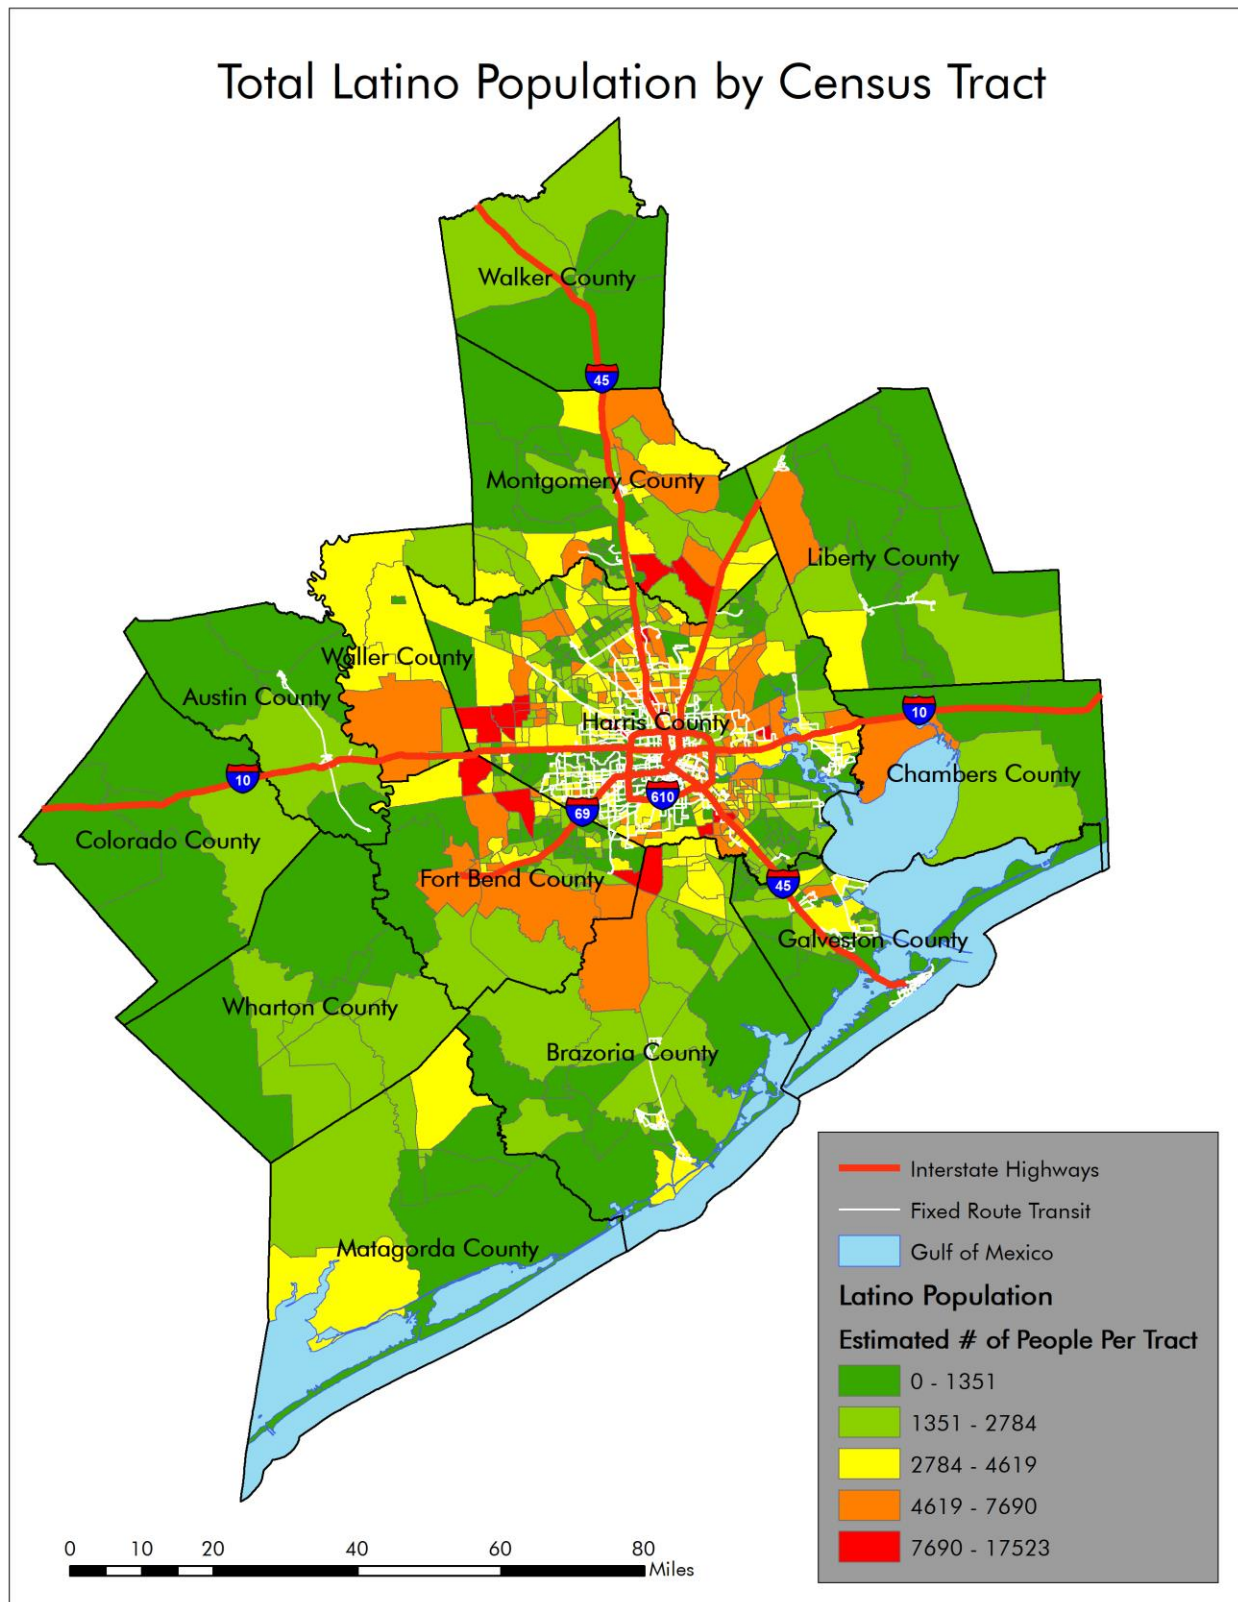 Total Latino Population by Census Tract
Walker County
45
Montgomery County
Liberty County
Waller County
Austin County
Harris County
10
10
Chambers County
69
610
Colorado County
Fort Bend County
45
Galveston County
Wharton County
Brazoria County
Matagorda County
Interstate Highways
Fixed Route Transit
Gulf of Mexico
Latino Population
Estimated # of People Per Tract
0 - 1351
1351 - 2784
2784 - 4619
4619 - 7690
7690 - 17523
0 10 20 40 60 80
Miles